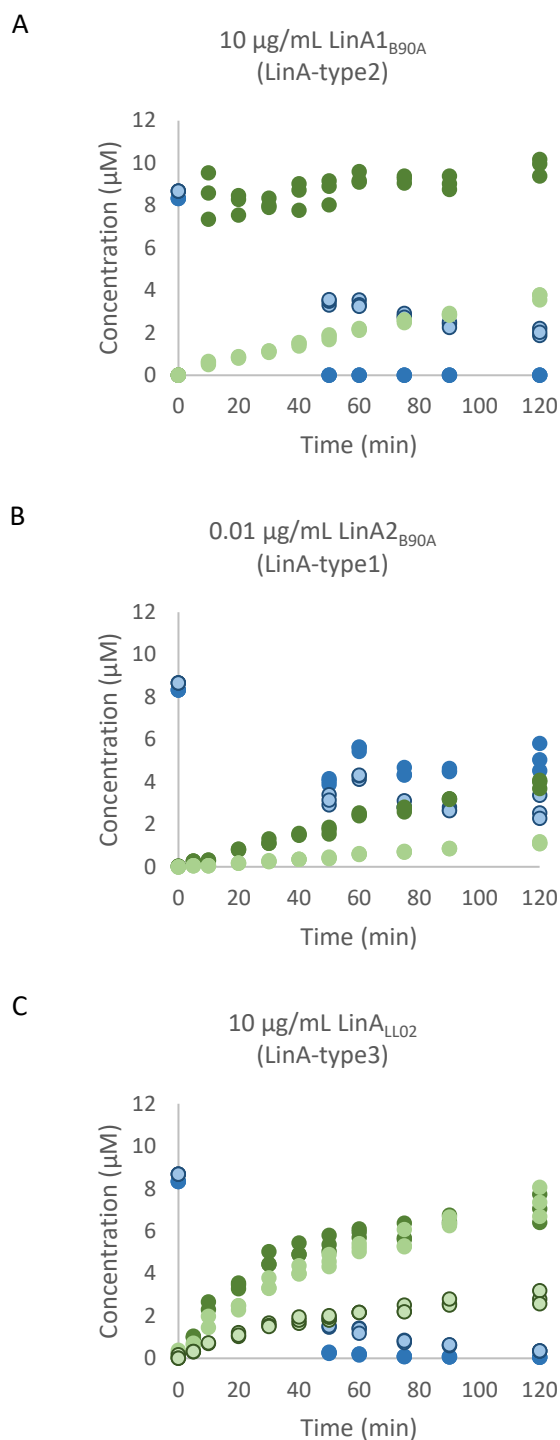 A
10 µg/mL LinA1B90A
(LinA-type2)
Concentration (µM)
12
10
8
6
4
2
0
0 20 40 60 80 100 120
Time (min)
B
0.01 µg/mL LinA2B90A
(LinA-type1)
Concentration (µM)
12
10
8
6
4
2
0
0 20 40 60 80 100 120
Time (min)
C
10 µg/mL LinALL02
(LinA-type3)
Concentration (µM)
12
10
8
6
4
2
0
0 20 40 60 80 100 120
Time (min)